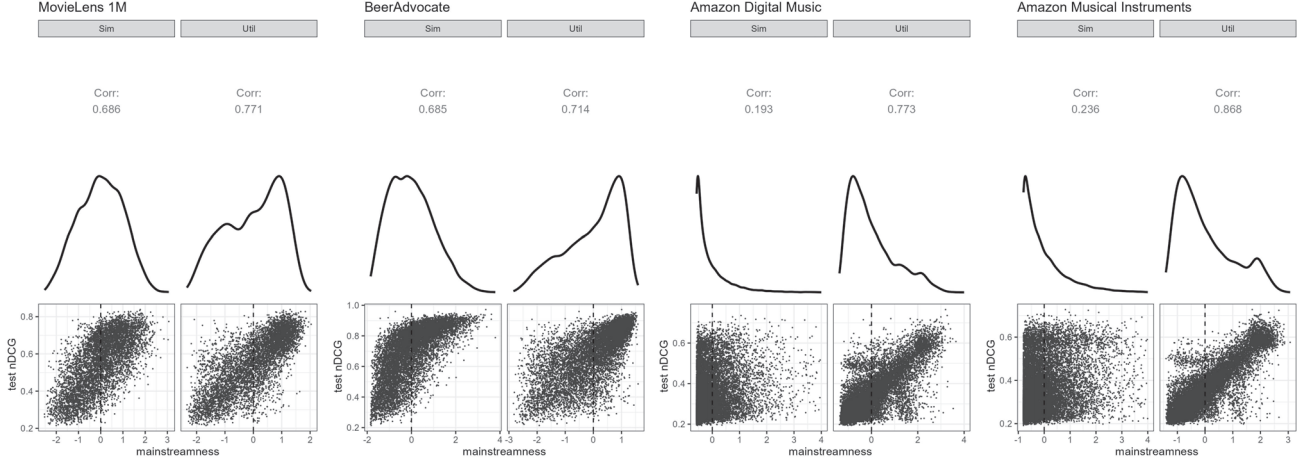 MovieLens 1M
Sim
Util
Corr:
0.686
Corr:
0.771
test nDCG
0.8
0.6
0.4
0.2
-2
-1
0
1
2
3
-2
-1
0
1
2
mainstreamness
BeerAdvocate
Sim
Util
Corr:
0.685
Corr:
0.714
test nDCG
1.0
0.8
0.6
0.4
0.2
-2
0
2
4
-3
-2
-1
0
1
mainstreamness
Amazon Digital Music
Sim
Util
Corr:
0.193
Corr:
0.773
test nDCG
0.6
0.4
0.2
0
1
2
3
4
0
2
4
mainstreamness
Amazon Musical Instruments
Sim
Util
Corr:
0.236
Corr:
0.868
test nDCG
0.6
0.4
0.2
-1
0
1
2
3
4
-1
0
1
2
3
mainstreamness